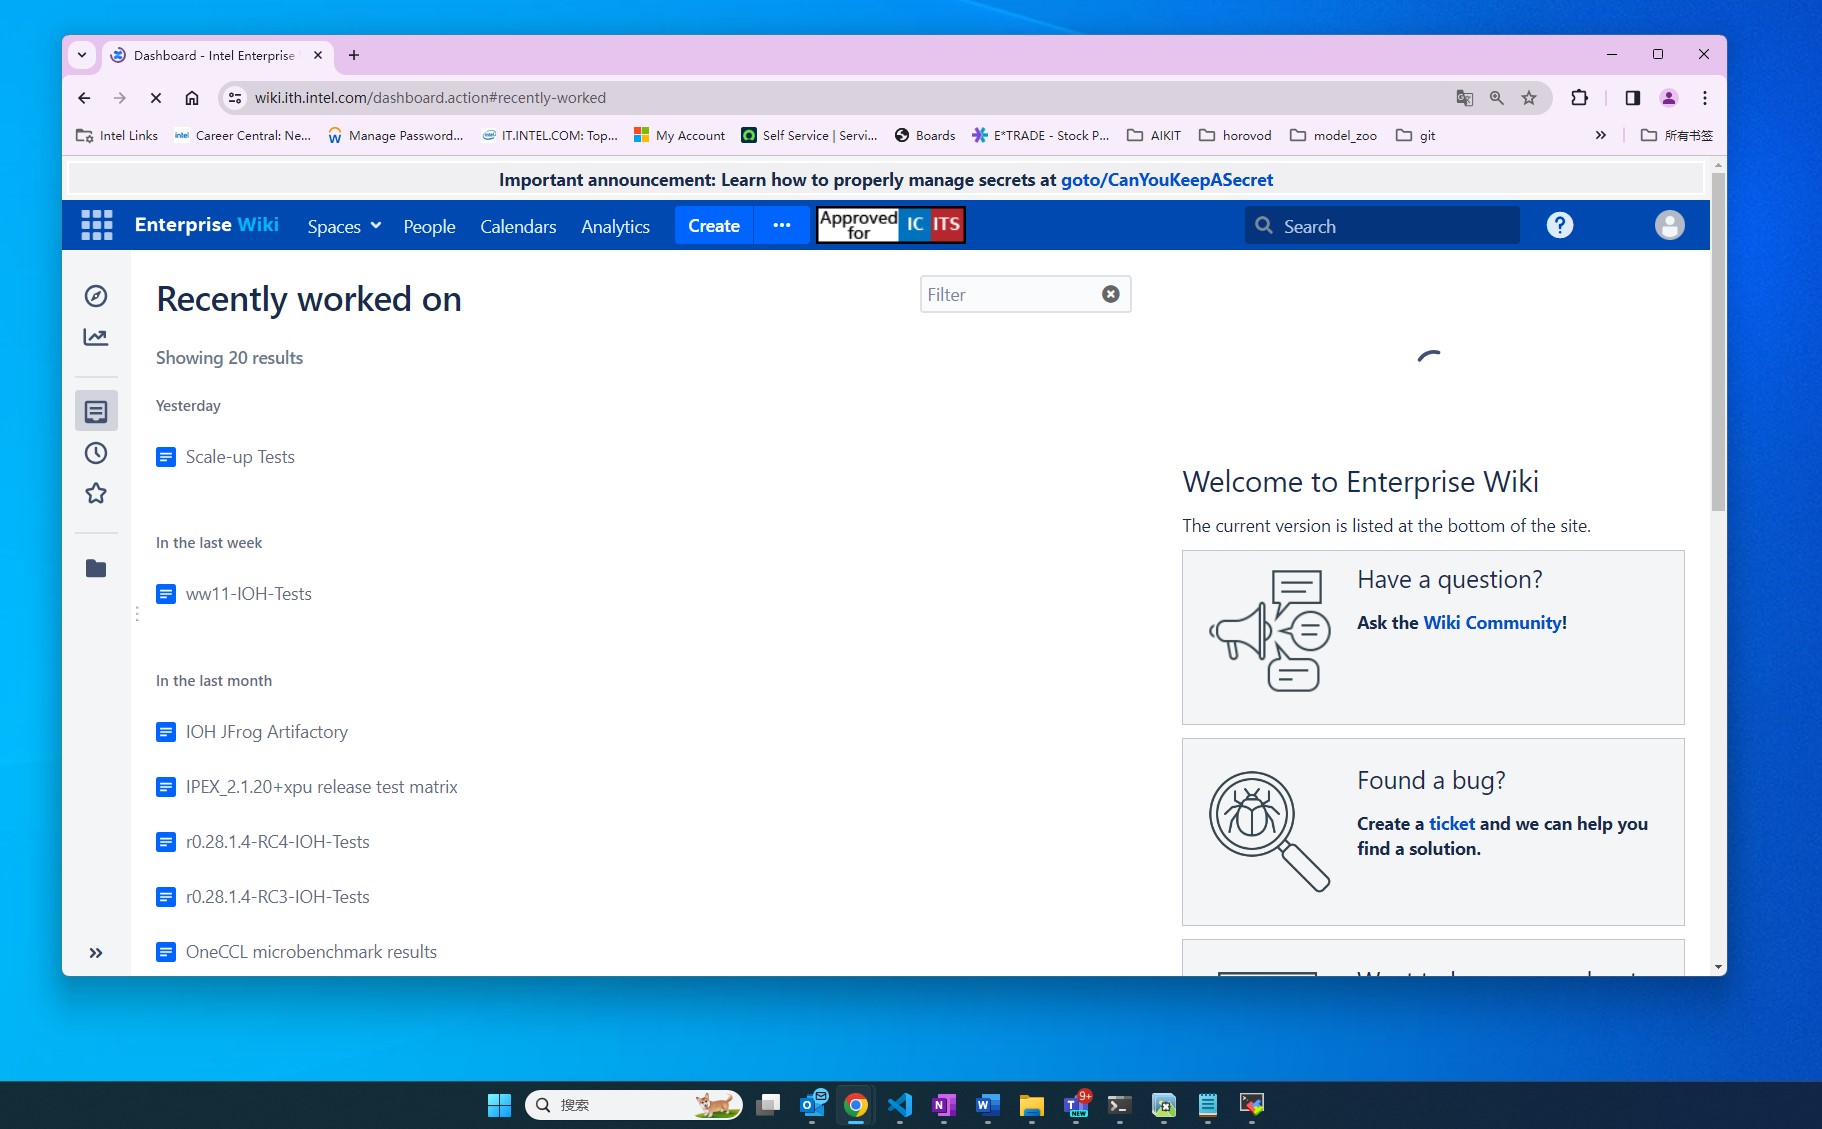 Dashboard - Intel Enterprise
wiki.ith.intel.com/dashboard.action#recently-worked
Intel Links
intel
Career Central: Ne...
Manage Password...
IT.INTEL.COM: Top...
My Account
Self Service | Servi...
Boards
E*TRADE - Stock P...
AIKIT
horovod
model_zoo
git
所有书签
Important announcement: Learn how to properly manage secrets at goto/CanYouKeepASecret
Enterprise Wiki
Spaces
People
Calendars
Analytics
Create
Approved for IC ITS
Search
Recently worked on
Filter
Showing 20 results
Yesterday
Scale-up Tests
In the last week
ww11-IOH-Tests
In the last month
IOH JFrog Artifactory
IPEX_2.1.20+xpu release test matrix
r0.28.1.4-RC4-IOH-Tests
r0.28.1.4-RC3-IOH-Tests
OneCCL microbenchmark results
Welcome to Enterprise Wiki
The current version is listed at the bottom of the site.
Have a question?
Ask the Wiki Community!
Found a bug?
Create a ticket and we can help you
find a solution.
搜索
9+
NEW